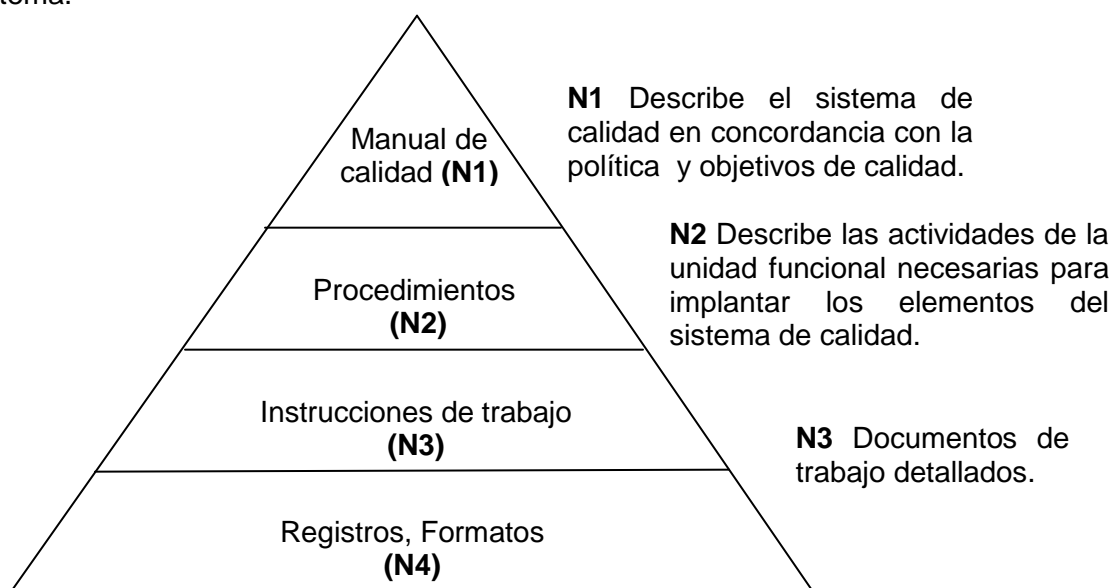 Manual de
calidad (N1)
N1 Describe el sistema de
calidad en concordancia con la
política y objetivos de calidad.
Procedimientos
(N2)
N2 Describe las actividades de la
unidad funcional necesarias para
implantar los elementos del
sistema de calidad.
Instrucciones de trabajo
(N3)
N3 Documentos de
trabajo detallados.
Registros, Formatos
(N4)